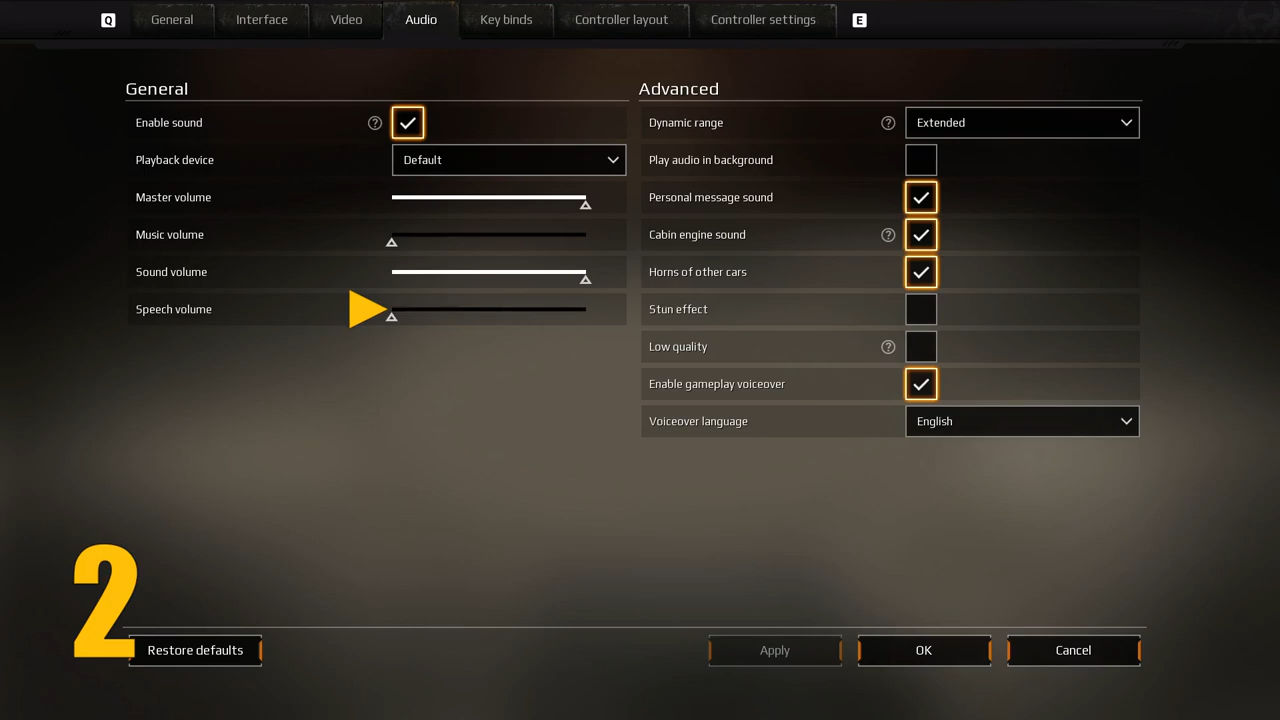 Q General Interface Video Audio Key binds Controller layout Controller settings E
General
Enable sound ?
Playback device Default
Master volume
Music volume
Sound volume
Speech volume
Advanced
Dynamic range ? Extended
Play audio in background
Personal message sound
Cabin engine sound ?
Horns of other cars
Stun effect
Low quality ?
Enable gameplay voiceover
Voiceover language English
2
Restore defaults Apply OK Cancel